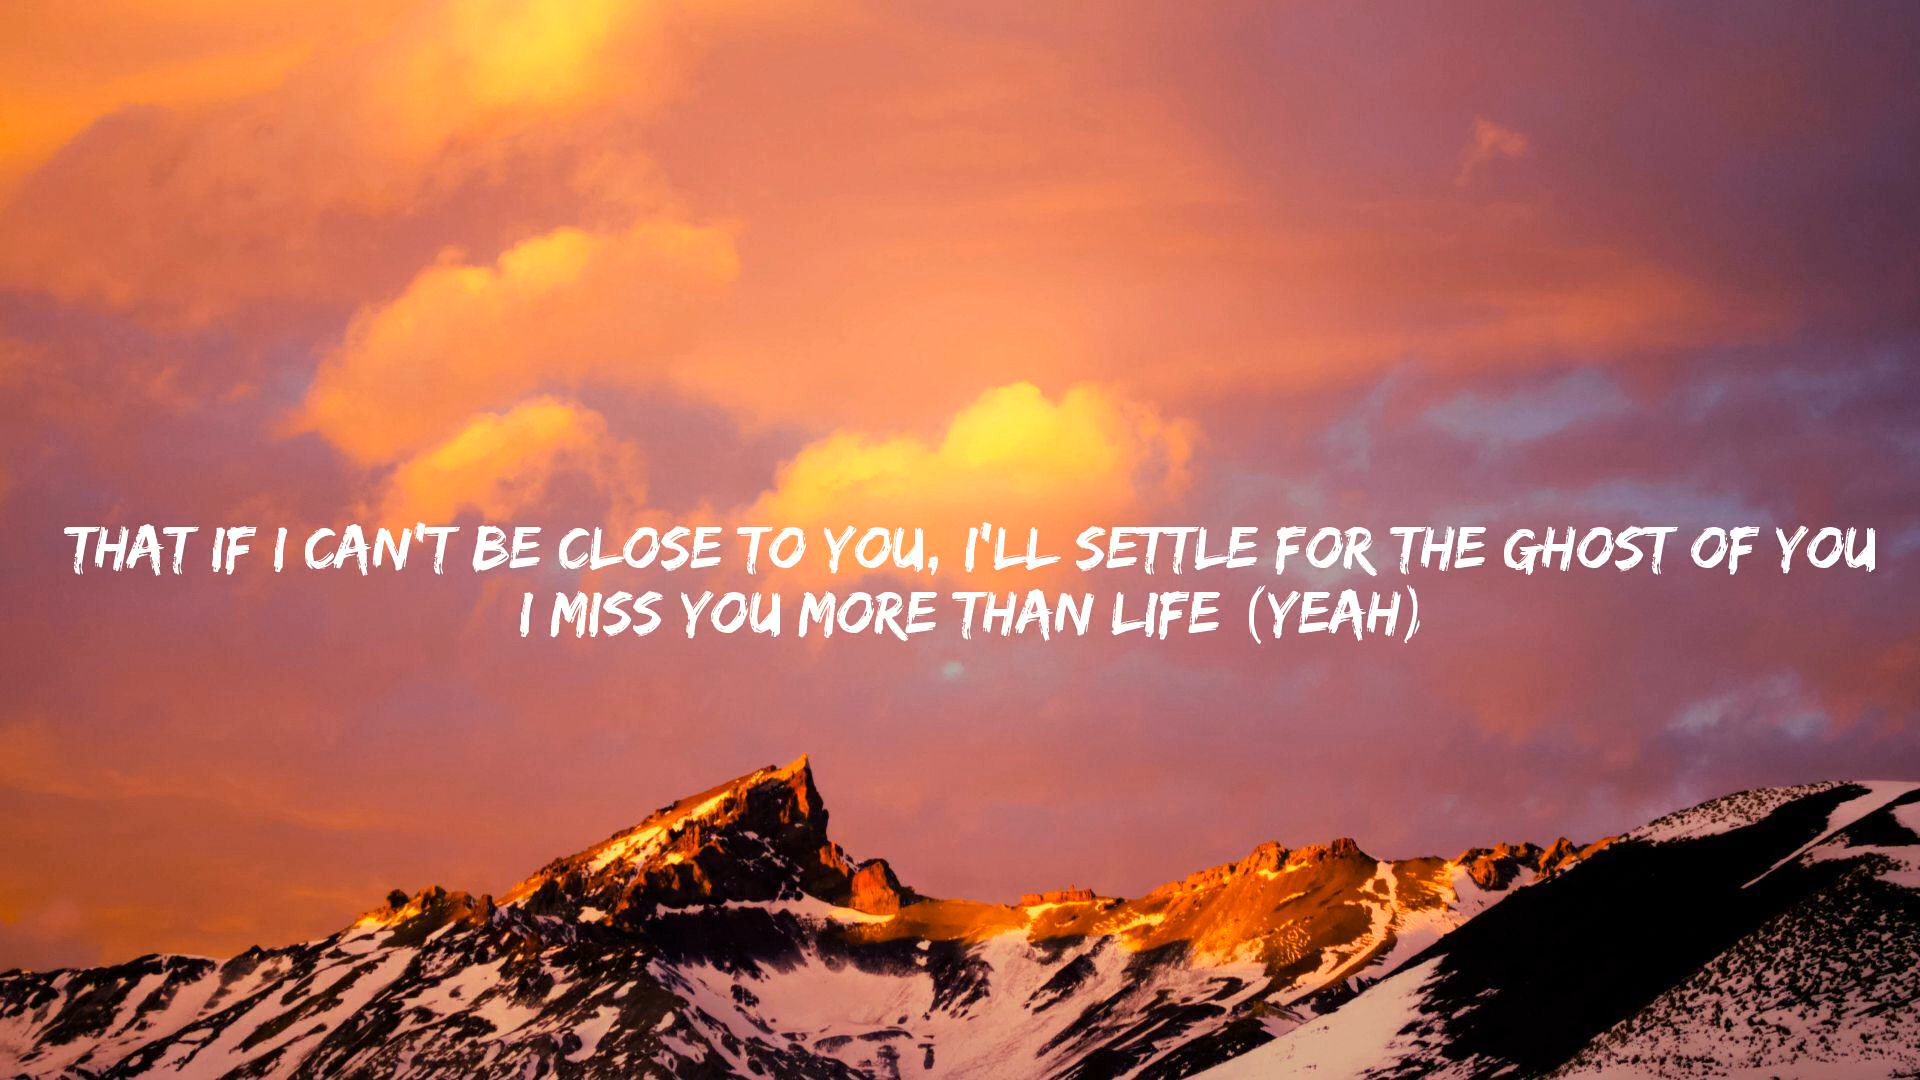 THAT IF I CAN'T BE CLOSE TO YOU, I'LL SETTLE FOR THE GHOST OF YOU
I MISS YOU MORE THAN LIFE (YEAH)